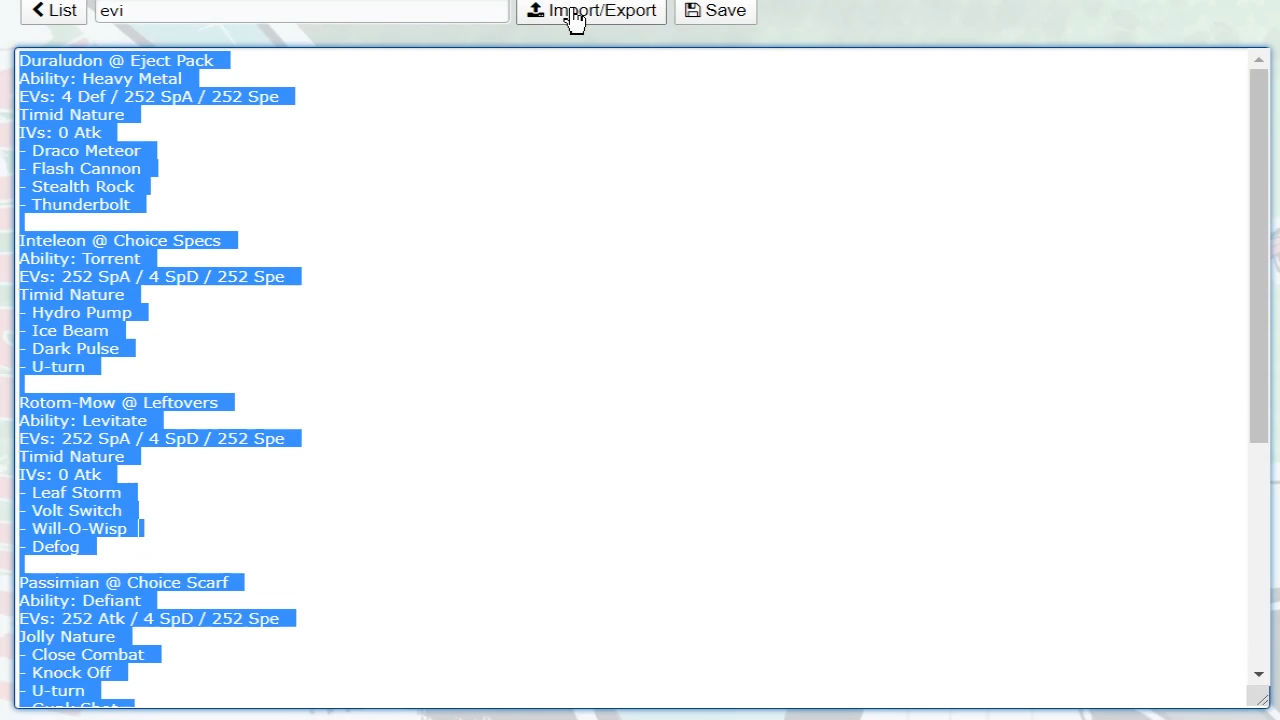 List
evi
Import/Export
Save
Duraludon @ Eject Pack
Ability: Heavy Metal
EVs: 4 Def / 252 SpA / 252 Spe
Timid Nature
IVs: 0 Atk
- Draco Meteor
- Flash Cannon
- Stealth Rock
- Thunderbolt
Inteleon @ Choice Specs
Ability: Torrent
EVs: 252 SpA / 4 SpD / 252 Spe
Timid Nature
- Hydro Pump
- Ice Beam
- Dark Pulse
- U-turn
Rotom-Mow @ Leftovers
Ability: Levitate
EVs: 252 SpA / 4 SpD / 252 Spe
Timid Nature
IVs: 0 Atk
- Leaf Storm
- Volt Switch
- Will-O-Wisp
- Defog
Passimian @ Choice Scarf
Ability: Defiant
EVs: 252 Atk / 4 SpD / 252 Spe
Jolly Nature
- Close Combat
- Knock Off
- U-turn
- Gunk Shot